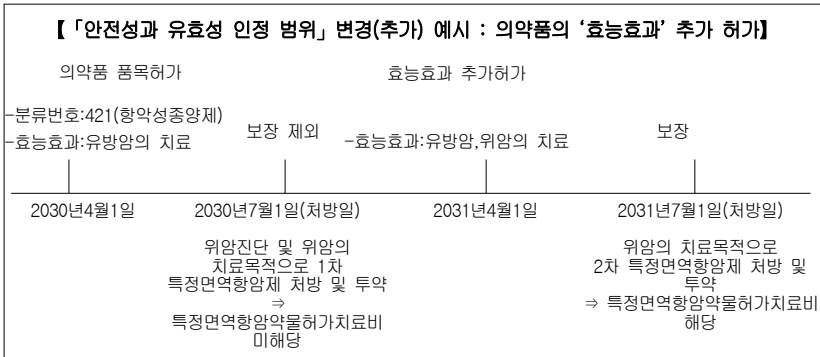 【「안전성과 유효성 인정 범위」 변경(추가) 예시 : 의약품의 ‘효능효과’ 추가 허가】
의약품 품목허가
효능효과 추가허가
-분류번호:421(항악성종양제)
-효능효과:유방암의 치료
보장 제외
-효능효과:유방암,위암의 치료
보장
2030년4월1일
2030년7월1일(처방일)
2031년4월1일
2031년7월1일(처방일)
위암진단 및 위암의
치료목적으로 1차
특정면역항암제 처방 및 투약
⇒
특정면역항암약물허가치료비
미해당
위암의 치료목적으로
2차 특정면역항암제 처방 및
투약
⇒ 특정면역항암약물허가치료비
해당